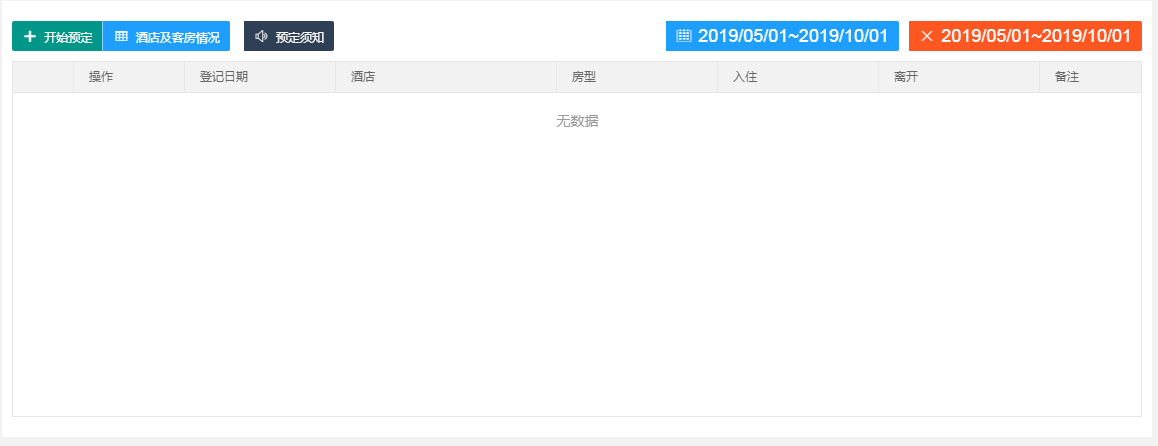 开始预定 酒店及客房情况 预定须知 2019/05/01~2019/10/01 2019/05/01~2019/10/01
操作 登记日期 酒店 房型 入住 离开 备注
无数据